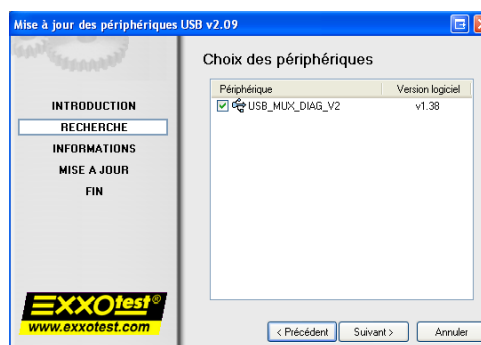 Mise à jour des périphériques USB v2.09
Choix des périphériques
Périphérique Version logiciel
USB_MUX_DIAG_V2 v1.38
INTRODUCTION
RECHERCHE
INFORMATIONS
MISE A JOUR
FIN
EXXOtest®
www.exxotest.com
< Précédent Suivant > Annuler